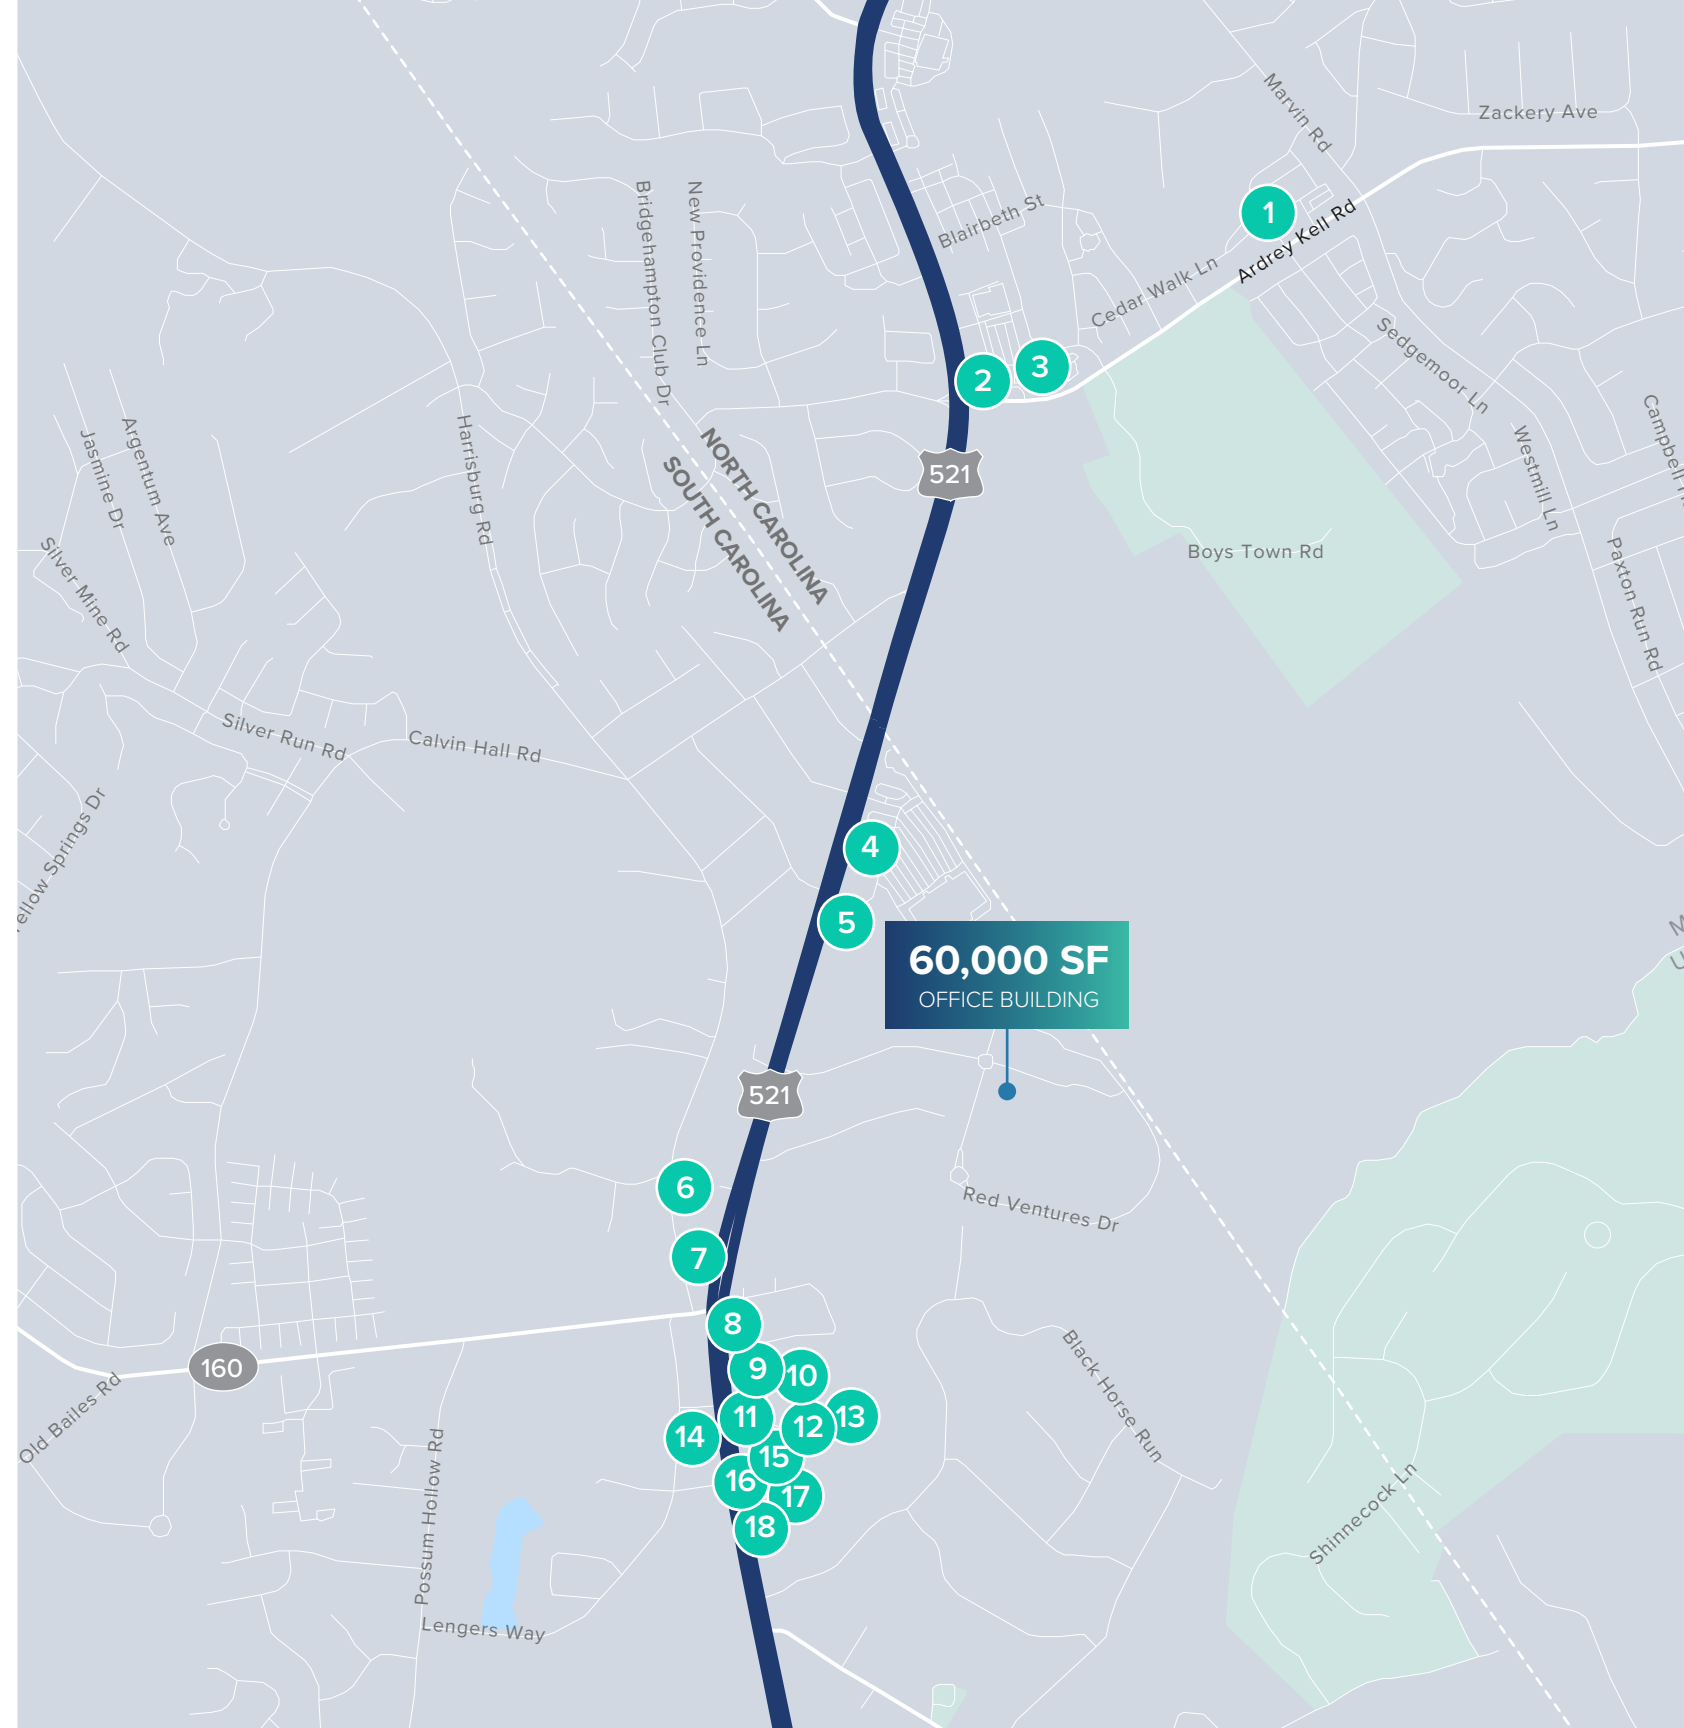 Marvin Rd
Zackery Ave
Bridgehampton Club Dr
New Providence Ln
Blairbeth St
1
Ardrey Kell Rd
Cedar Walk Ln
2
3
Sedgemoor Ln
Harrisburg Rd
Argentum Ave
Jasmine Dr
NORTH CAROLINA
SOUTH CAROLINA
521
Westmill Ln
Campbell
Boys Town Rd
Silver Mine Rd
Paxton Run Rd
Silver Run Rd
Calvin Hall Rd
ellow Springs Dr
4
5
60,000 SF
OFFICE BUILDING
521
6
Red Ventures Dr
7
8
160
9
10
Black Horse Run
Old Bailes Rd
11
12
13
14
15
16
17
18
Possum Hollow Rd
Shinnecock Ln
Lengers Way